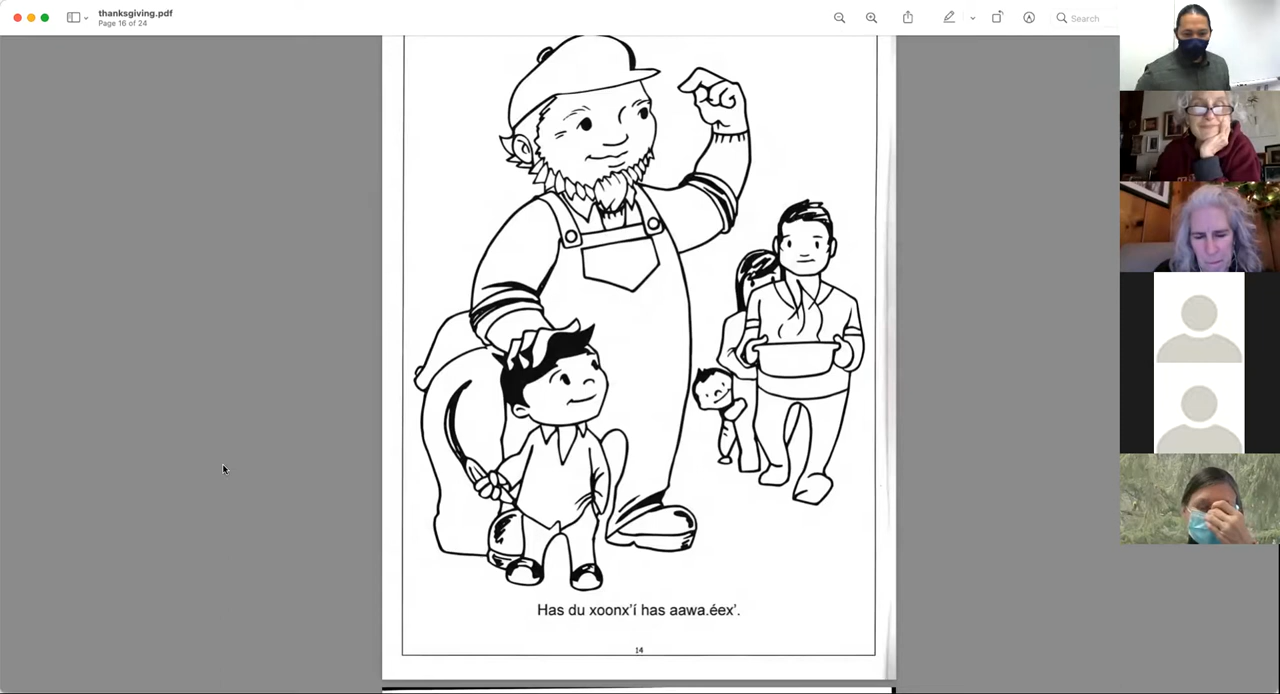 thanksgiving.pdf
Page 16 of 24
Search
Has du xoonx’í has aawa.éex’.
14